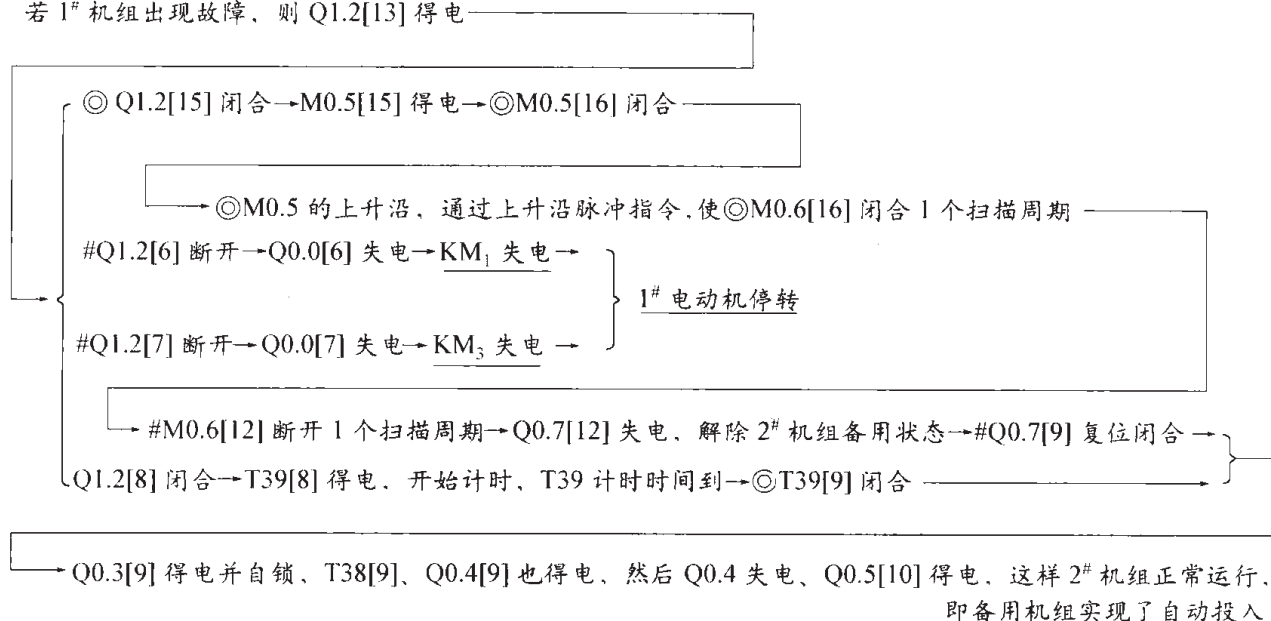 若 1# 机组出现故障、则 Q1.2[13] 得电
◎ Q1.2[15] 闭合→M0.5[15] 得电→◎M0.5[16] 闭合
◎M0.5 的上升沿、通过上升沿脉冲指令,使◎M0.6[16] 闭合 1 个扫描周期
#Q1.2[6] 断开→Q0.0[6] 失电→KM₁ 失电→
1# 电动机停转
#Q1.2[7] 断开→Q0.0[7] 失电→KM₃ 失电→
#M0.6[12] 断开 1 个扫描周期→Q0.7[12] 失电、解除 2# 机组备用状态→#Q0.7[9] 复位闭合→
Q1.2[8] 闭合→T39[8] 得电、开始计时、T39 计时时间到→◎T39[9] 闭合
Q0.3[9] 得电并自锁、T38[9]、Q0.4[9] 也得电、然后 Q0.4 失电、Q0.5[10] 得电、这样 2# 机组正常运行、
即备用机组实现了自动投入